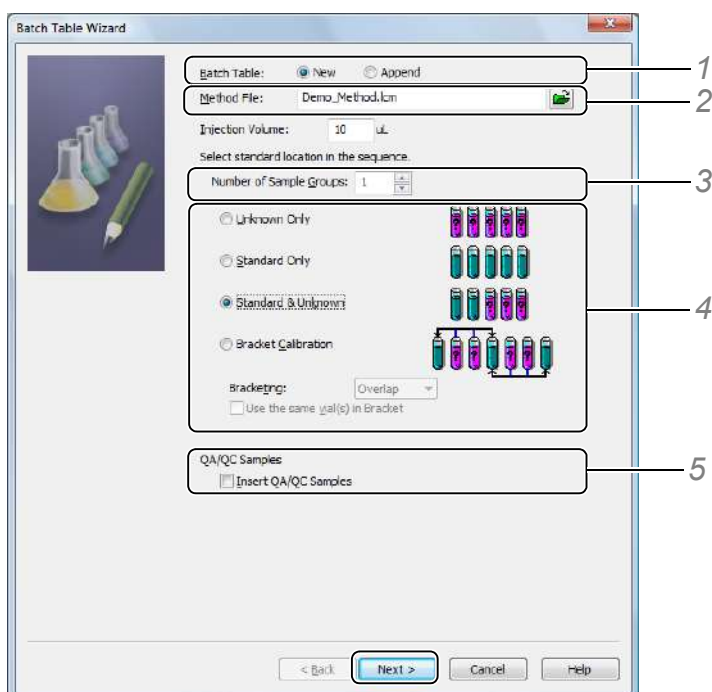 Batch Table Wizard
Batch Table: New Append
1
Method File: Demo_Method.lcm
2
Injection Volume: 10 uL
Select standard location in the sequence.
Number of Sample Groups: 1
3
Unknown Only
Standard Only
Standard & Unknown
4
Bracket Calibration
Bracketing: Overlap
Use the same vial(s) in Bracket
QA/QC Samples
5
Insert QA/QC Samples
< Back Next > Cancel Help